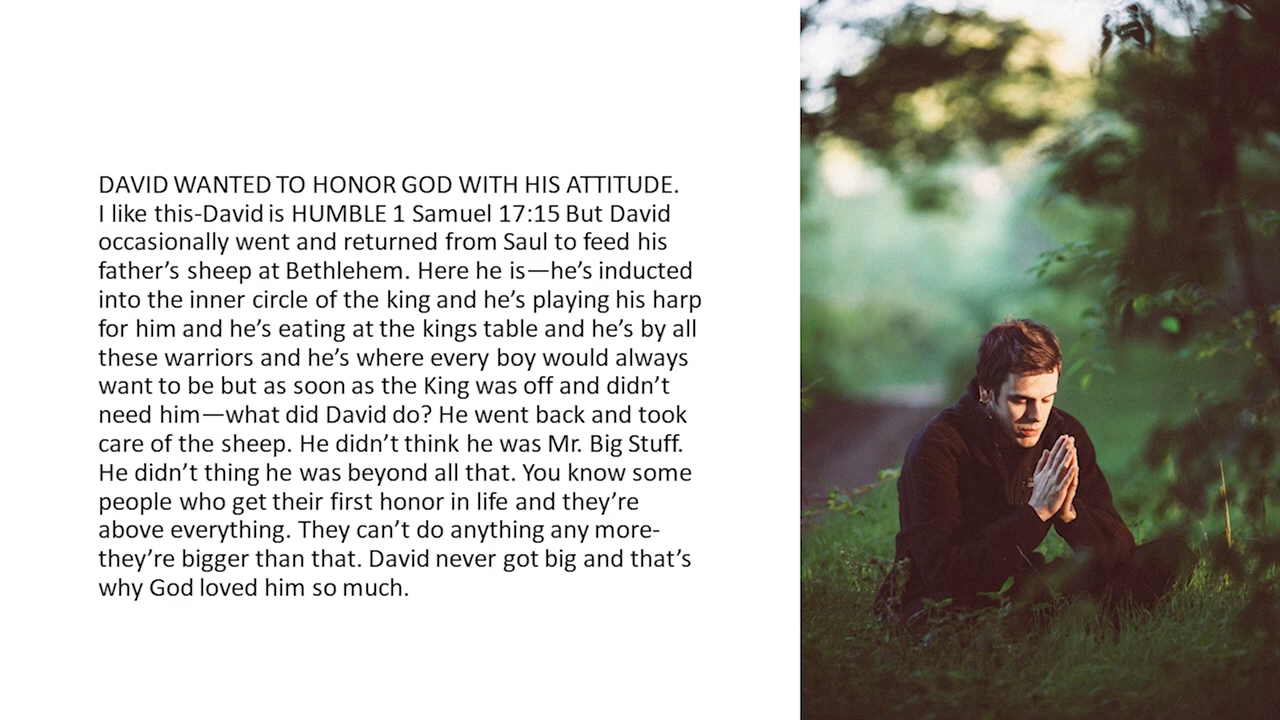 DAVID WANTED TO HONOR GOD WITH HIS ATTITUDE.
I like this-David is HUMBLE 1 Samuel 17:15 But David
occasionally went and returned from Saul to feed his
father’s sheep at Bethlehem. Here he is—he’s inducted
into the inner circle of the king and he’s playing his harp
for him and he’s eating at the kings table and he’s by all
these warriors and he’s where every boy would always
want to be but as soon as the King was off and didn’t
need him—what did David do? He went back and took
care of the sheep. He didn’t think he was Mr. Big Stuff.
He didn’t thing he was beyond all that. You know some
people who get their first honor in life and they’re
above everything. They can’t do anything any more-
they’re bigger than that. David never got big and that’s
why God loved him so much.